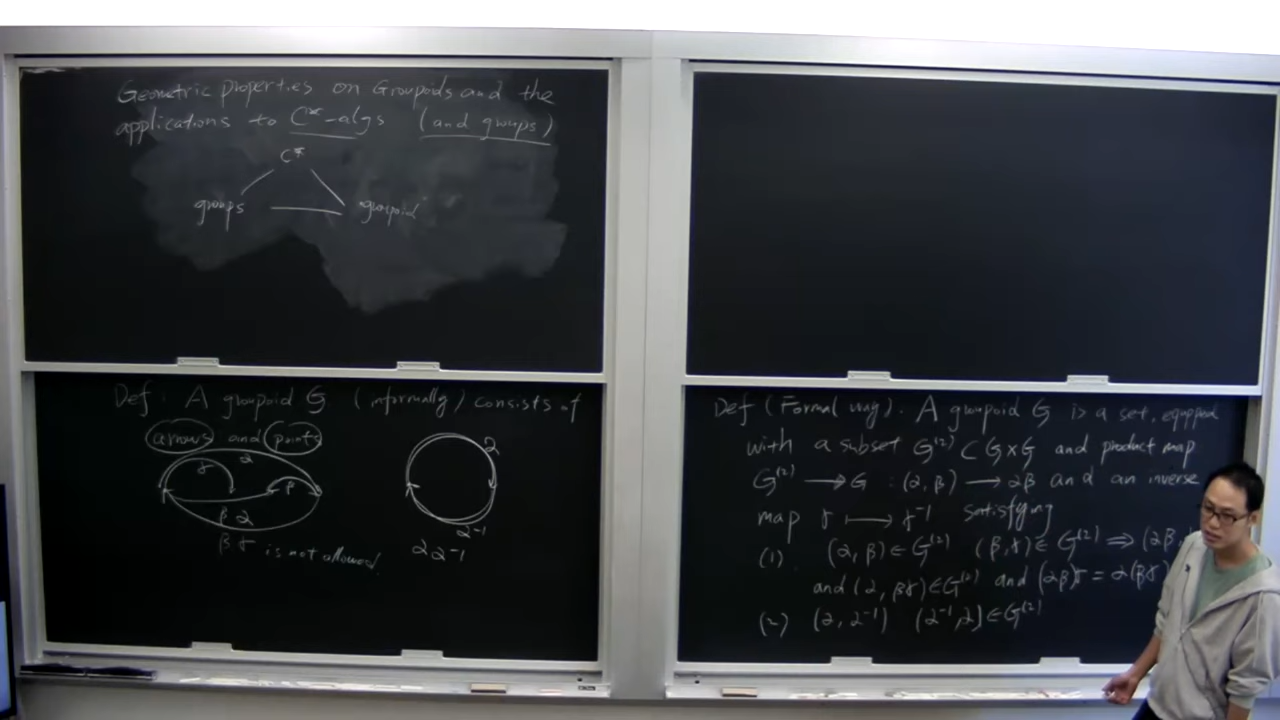 Geometric properties on Groupoids and the
applications to C*-algs (and groups)
C*
groups groupoid
Def: A groupoid G (informally) consists of
arrows and points
α
γ
β
β α
βγ is not allowed.
α
α⁻¹
αα⁻¹
Def (Formal way). A groupoid G is a set, equipped
with a subset G⁽²⁾ ⊂ G×G and product map
G⁽²⁾ → G : (α, β) → αβ and an inverse
map γ ↦ γ⁻¹ satisfying
(1) (α, β) ∈ G⁽²⁾ (β, γ) ∈ G⁽²⁾ ⇒ (αβ,
and (α, βγ) ∈ G⁽²⁾ and (αβ)γ = α(βγ)
(2) (α, α⁻¹) (α⁻¹, α) ∈ G⁽²⁾